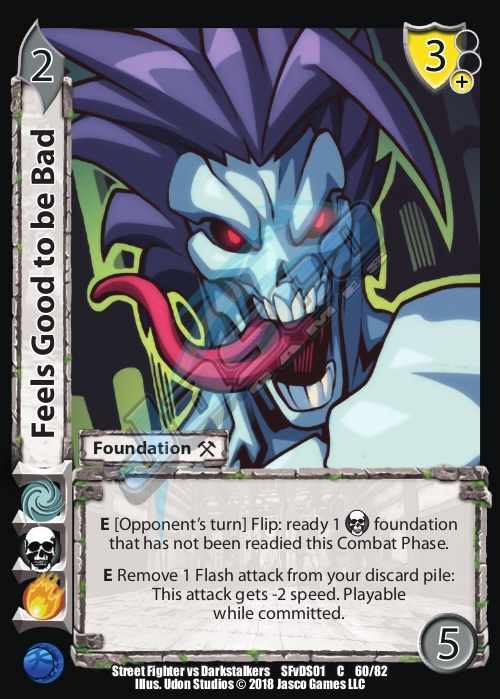 2
3
+
Feels Good to be Bad
Foundation
E [Opponent's turn] Flip: ready 1 foundation
that has not been readied this Combat Phase.
E Remove 1 Flash attack from your discard pile:
This attack gets -2 speed. Playable
while committed.
5
Street Fighter vs Darkstalkers SFvDS01 C 60/82
Illus. Udon Studios © 2018 Jasco Games LLC